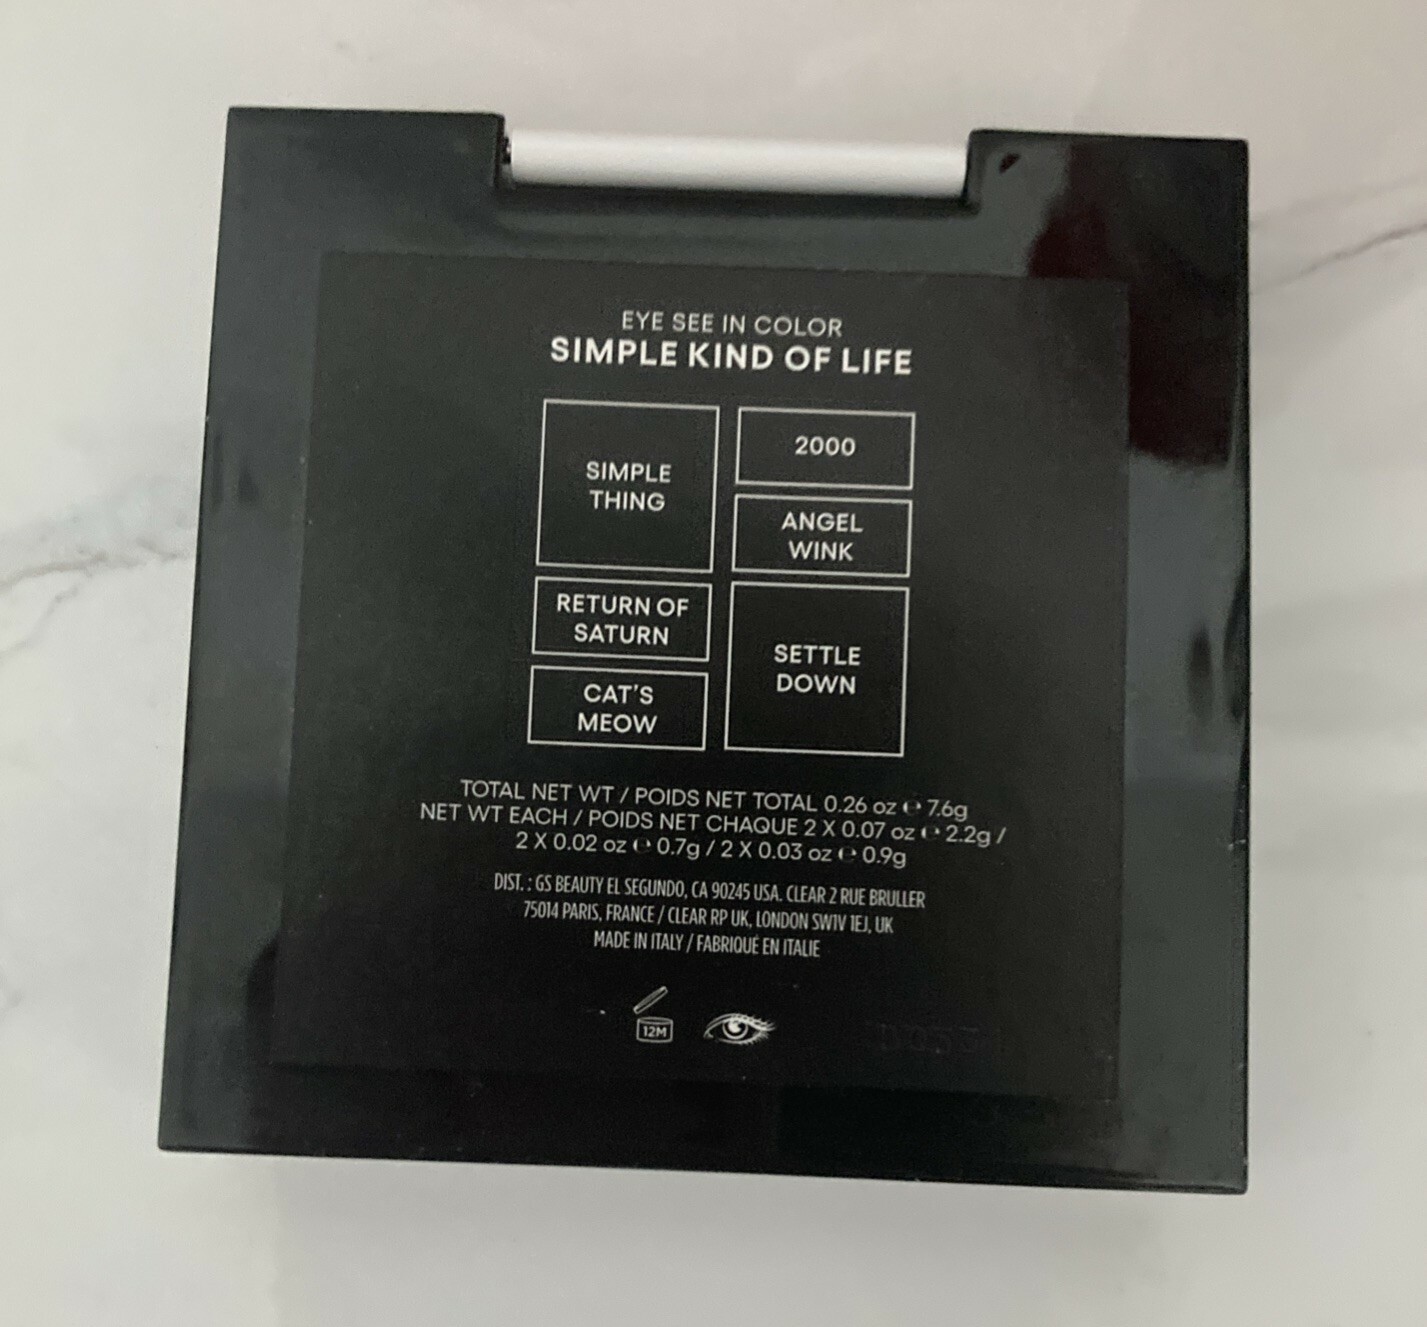 EYE SEE IN COLOR
SIMPLE KIND OF LIFE
SIMPLE
THING
2000
ANGEL
WINK
RETURN OF
SATURN
CAT'S
MEOW
SETTLE
DOWN
TOTAL NET WT / POIDS NET TOTAL 0.26 oz ℮ 7.6g
NET WT EACH / POIDS NET CHAQUE 2 X 0.07 oz ℮ 2.2g /
2 X 0.02 oz ℮ 0.7g / 2 X 0.03 oz ℮ 0.9g
DIST. : GS BEAUTY EL SEGUNDO, CA 90245 USA. CLEAR 2 RUE BRULLER
75014 PARIS, FRANCE / CLEAR RP UK, LONDON SW1V 1EJ, UK
MADE IN ITALY / FABRIQUÉ EN ITALIE
12M